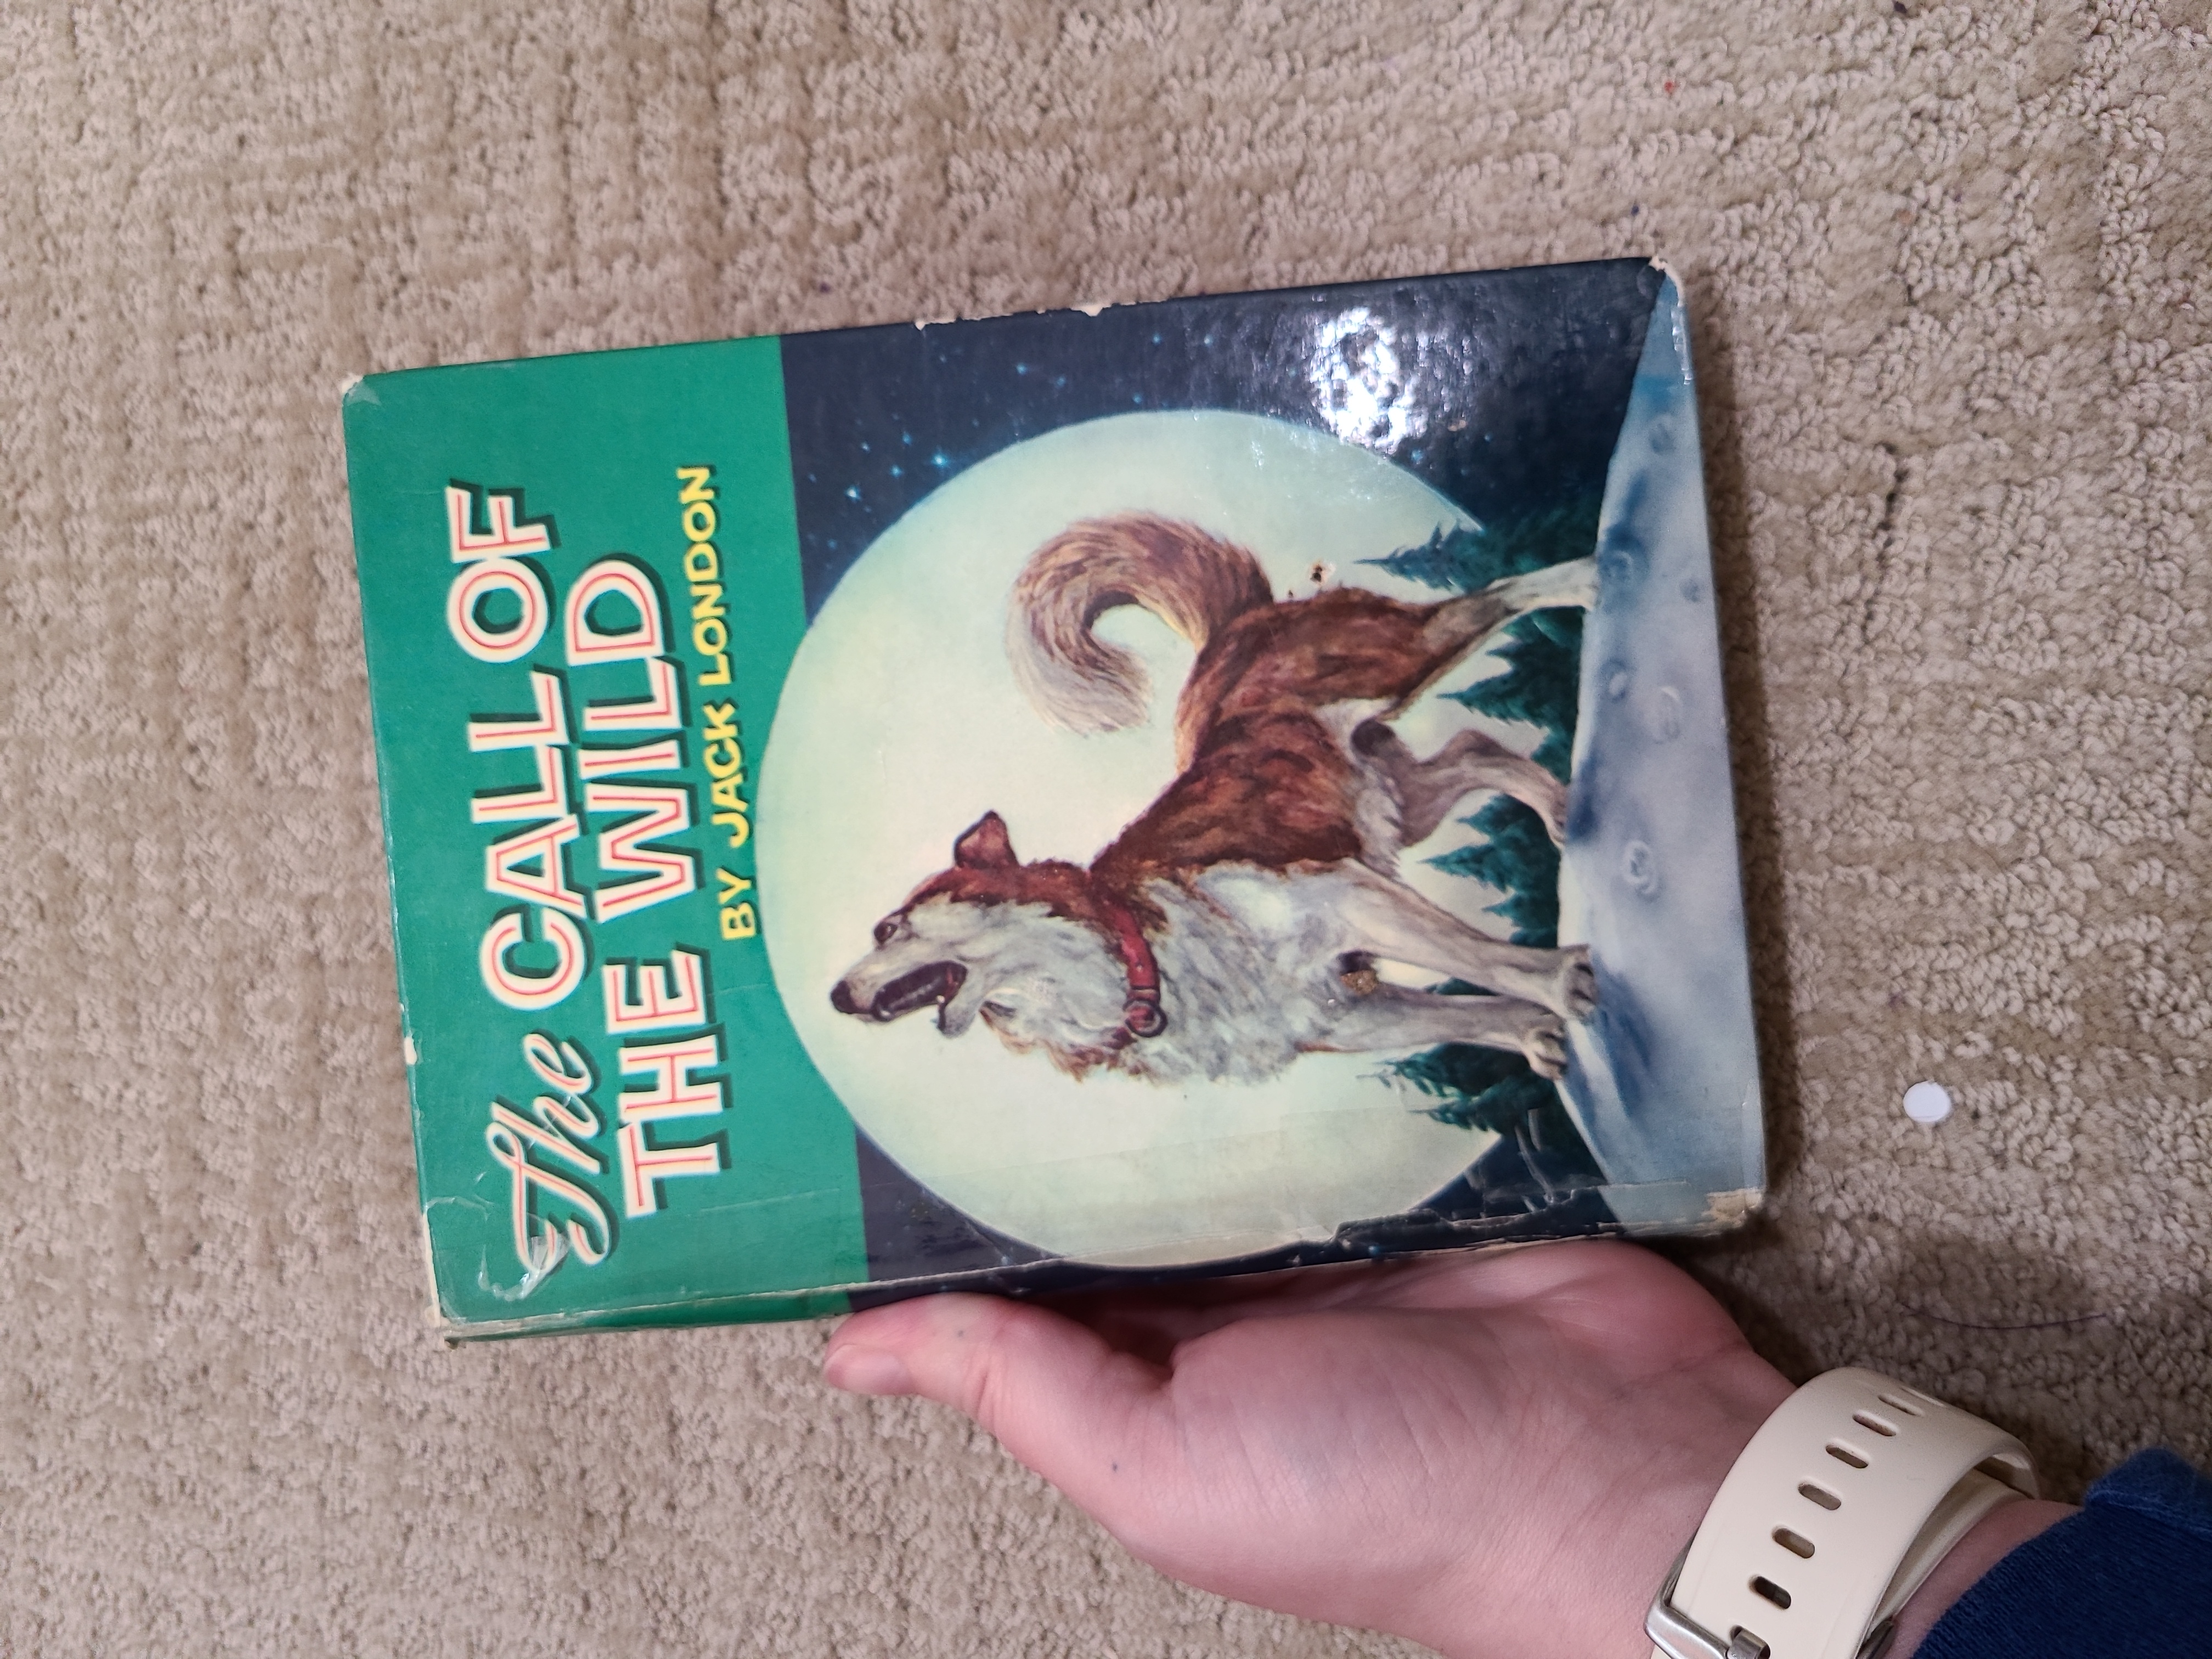 The CALL OF
THE WILD
BY JACK LONDON